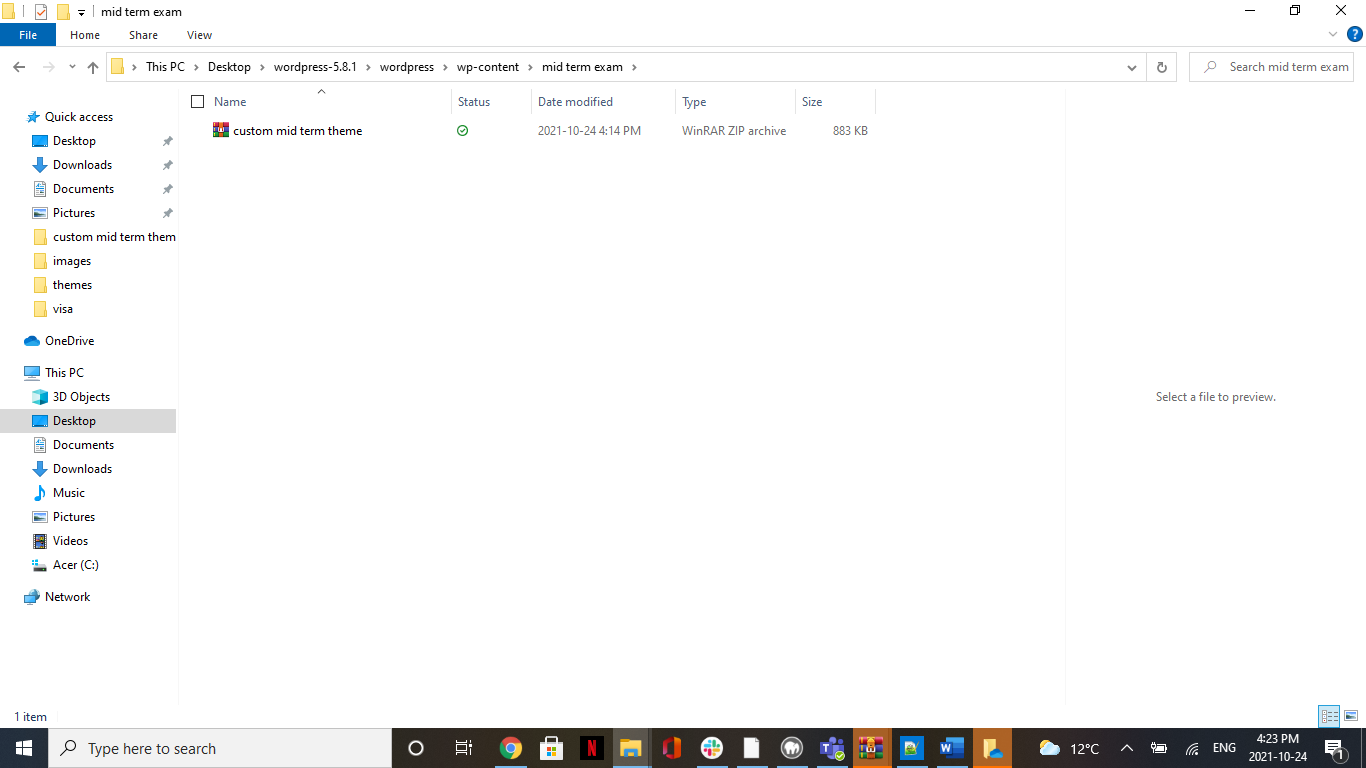 mid term exam
File Home Share View
This PC Desktop wordpress-5.8.1 wordpress wp-content mid term exam
Search mid term exam
Name Status Date modified Type Size
custom mid term theme 2021-10-24 4:14 PM WinRAR ZIP archive 883 KB
Quick access
Desktop
Downloads
Documents
Pictures
custom mid term them
images
themes
visa
OneDrive
This PC
3D Objects
Desktop
Documents
Downloads
Music
Pictures
Videos
Acer (C:)
Network
Select a file to preview.
1 item
Type here to search
12°C
ENG
4:23 PM
2021-10-24
1